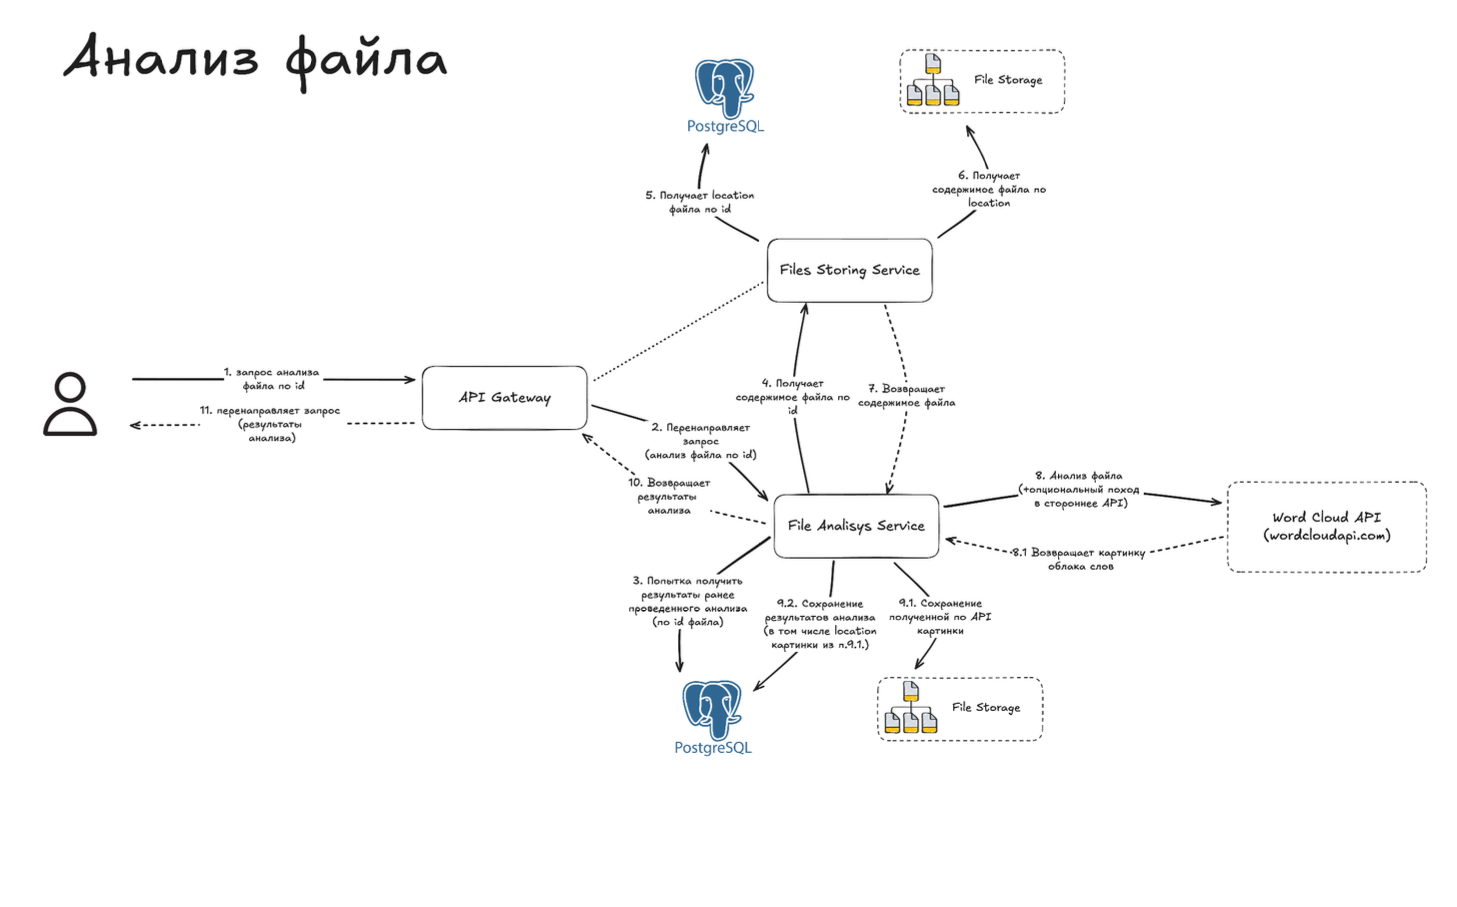 Анализ файла
PostgreSQL
File Storage
5. Получает location
файла по id
6. Получает
содержимое файла по
location
Files Storing Service
1. запрос анализа
файла по id
API Gateway
11. перенаправляет запрос
(результаты
анализа)
4. Получает
содержимое файла по
id
7. Возвращает
содержимое файла
2. Перенаправляет
запрос
(анализ файла по id)
10. Возвращает
результаты
анализа
File Analisys Service
8. Анализ файла
(+опциональный поход
в стороннее API)
Word Cloud API
(wordcloudapi.com)
8.1 Возвращает картинку
облака слов
3. Попытка получить
результаты ранее
проведенного анализа
(по id файла)
9.2. Сохранение
результатов анализа
(в том числе location
картинки из п.9.1.)
9.1. Сохранение
полученной по API
картинки
PostgreSQL
File Storage